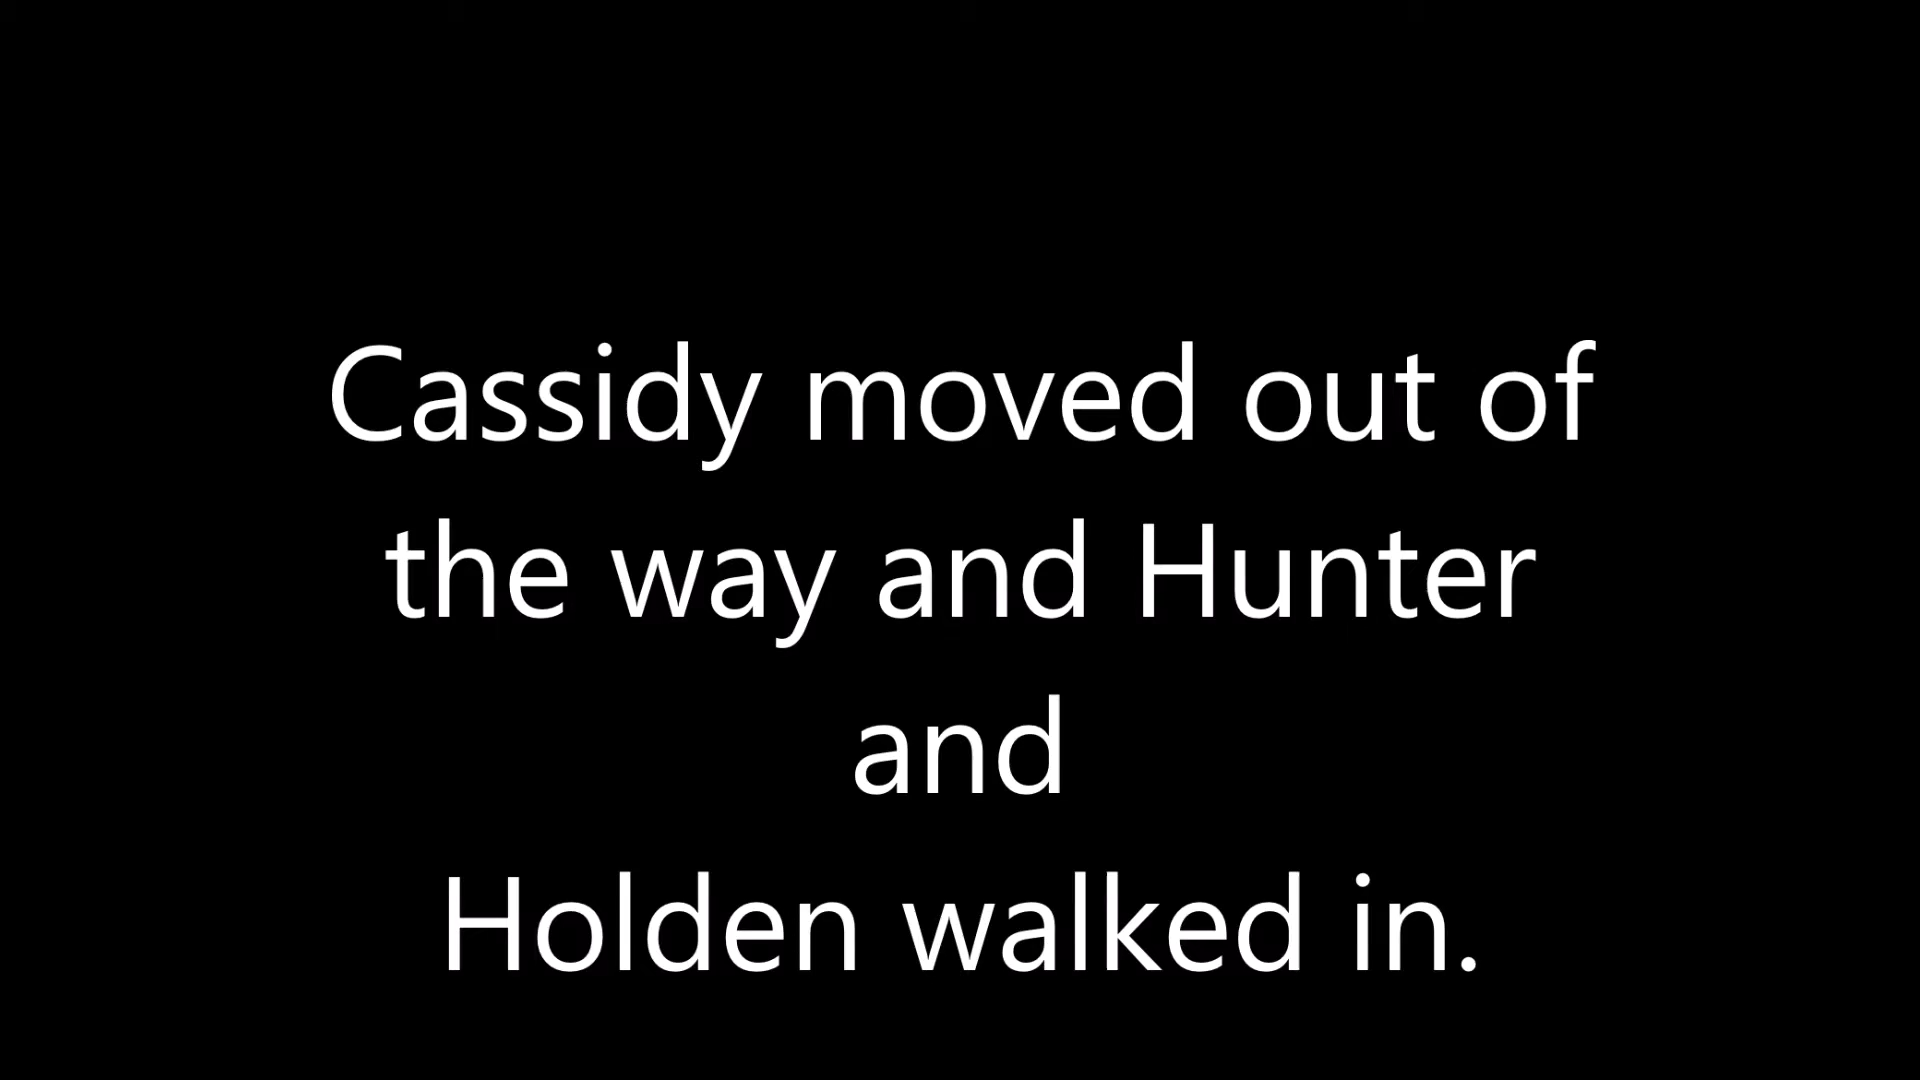 Cassidy moved out of
the way and Hunter
and
Holden walked in.